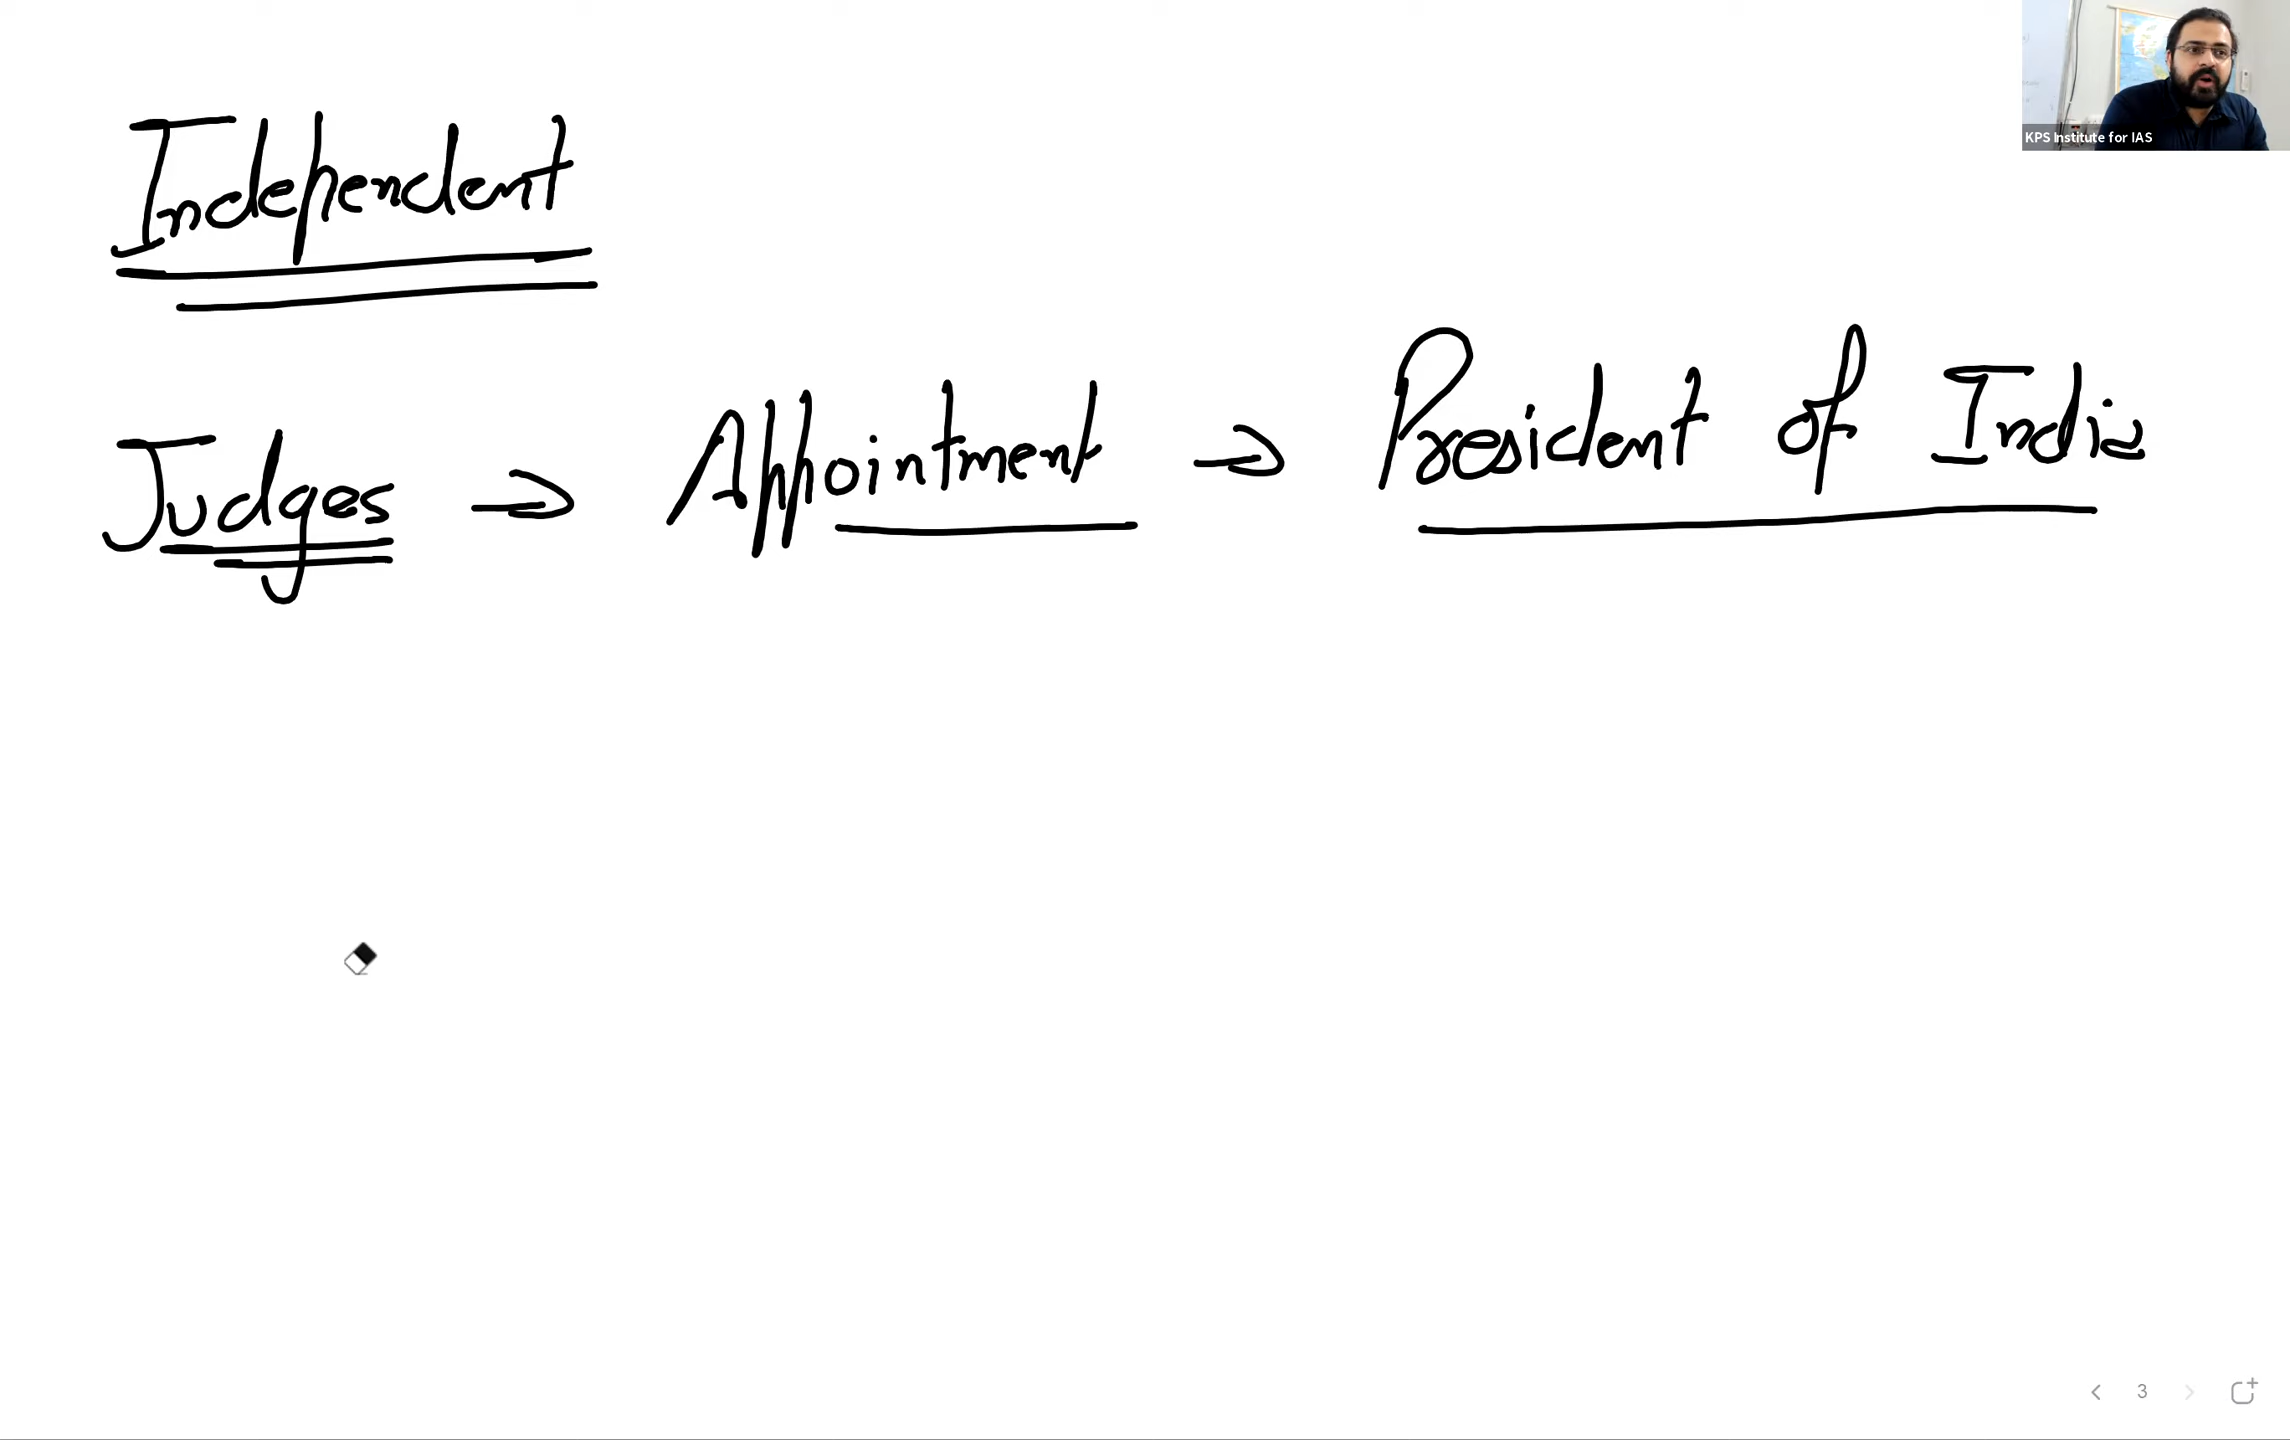 KPS Institute for IAS
Independent
Judges → Appointment → President of India
3